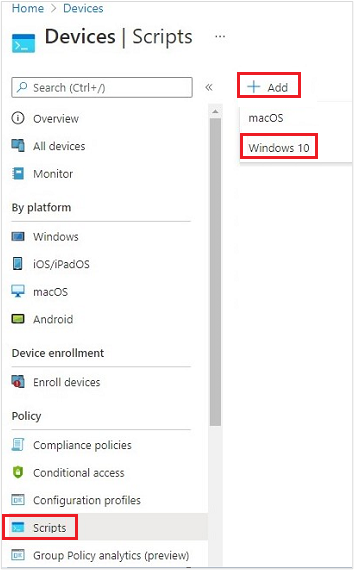 Home > Devices
Devices | Scripts ...
Search (Ctrl+/) «
Overview
All devices
Monitor
By platform
Windows
iOS/iPadOS
macOS
Android
Device enrollment
Enroll devices
Policy
Compliance policies
Conditional access
Configuration profiles
Scripts
Group Policy analytics (preview)
+ Add
macOS
Windows 10